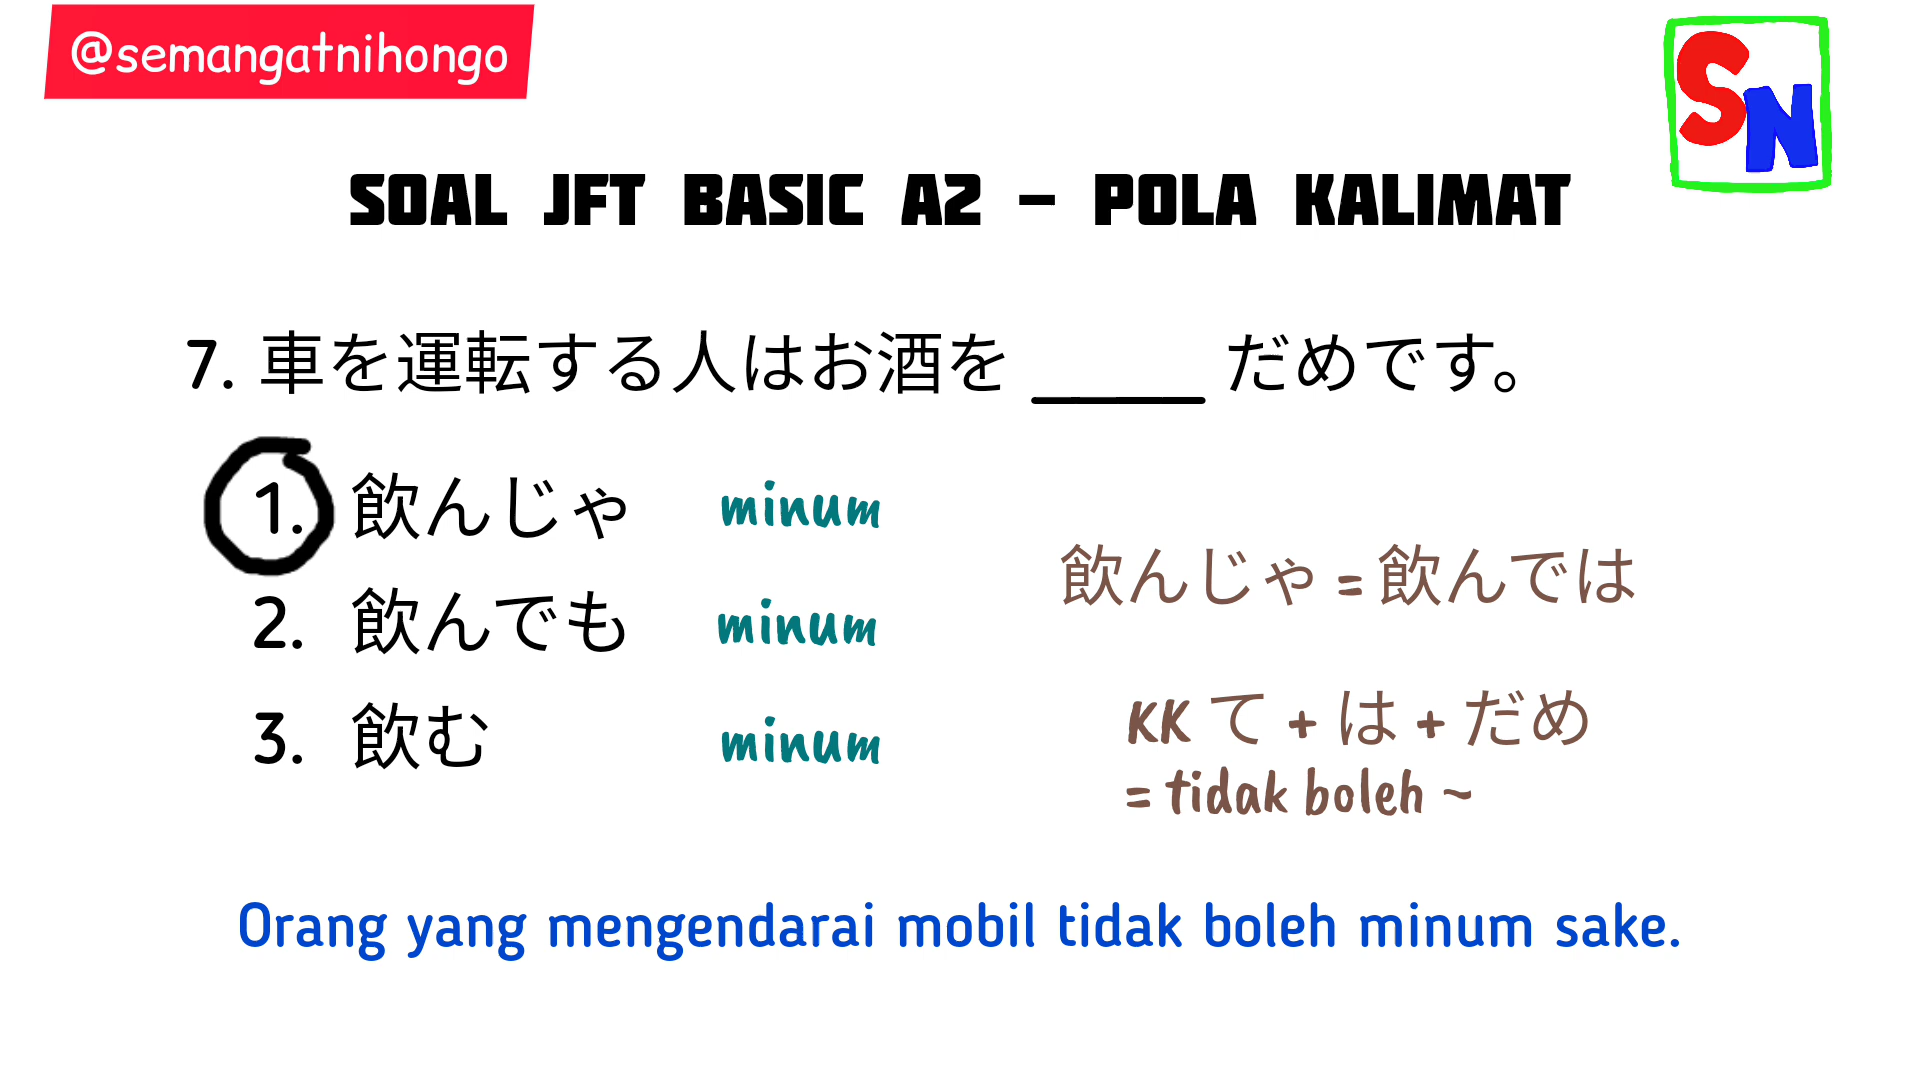 @semangatnihongo
SN
SOAL JFT BASIC A2 - POLA KALIMAT
7. 車を運転する人はお酒を _____ だめです。
1. 飲んじゃ minum
2. 飲んでも minum
3. 飲む minum
飲んじゃ = 飲んでは
KK て + は + だめ
= tidak boleh ~
Orang yang mengendarai mobil tidak boleh minum sake.